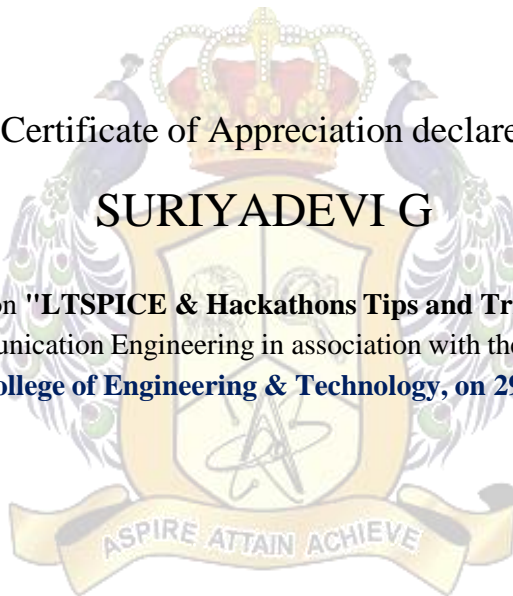 Certificate of Appreciation declare
SURIYADEVI G
on "LTSPICE & Hackathons Tips and Tr
unication Engineering in association with the
ollege of Engineering & Technology, on 29
ASPIRE ATTAIN ACHIEVE